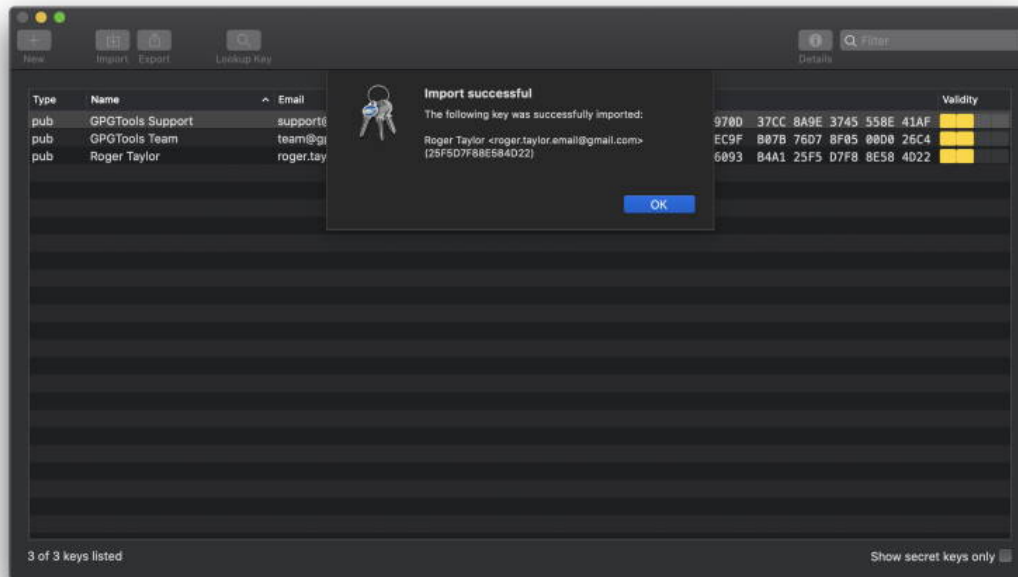 New
Import Export
Lookup Key
Details
Filter
Import successful
The following key was successfully imported:
Roger Taylor <roger.taylor.email@gmail.com>
(25F5D7F88E584D22)
OK
Type Name Email Validity
pub GPGTools Support support@ 970D 37CC 8A9E 3745 558E 41AF
pub GPGTools Team team@gp EC9F B07B 76D7 8F05 00D0 26C4
pub Roger Taylor roger.tay 6093 B4A1 25F5 D7F8 8E58 4D22
3 of 3 keys listed
Show secret keys only